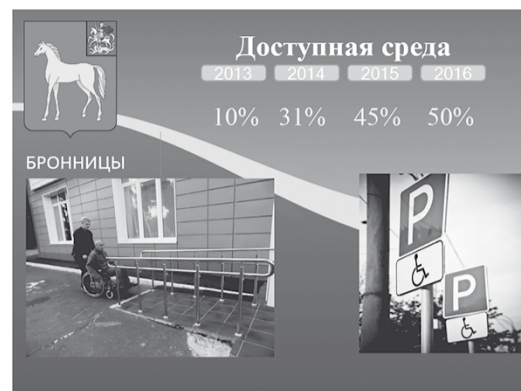 Доступная среда
2013 2014 2015 2016
10% 31% 45% 50%
БРОННИЦЫ
P
P